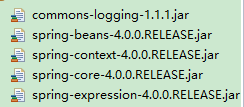 commons-logging-1.1.1.jar
spring-beans-4.0.0.RELEASE.jar
spring-context-4.0.0.RELEASE.jar
spring-core-4.0.0.RELEASE.jar
spring-expression-4.0.0.RELEASE.jar